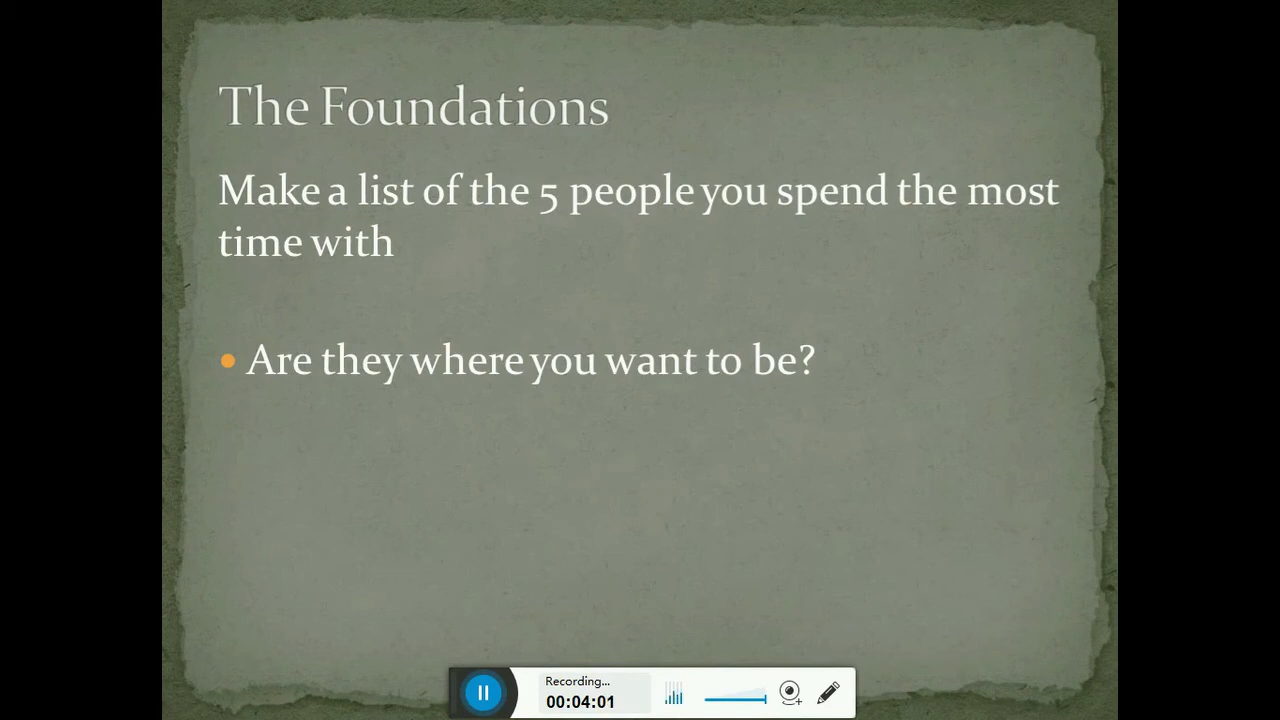 The Foundations
Make a list of the 5 people you spend the most
time with
Are they where you want to be?
Recording...
00:04:01